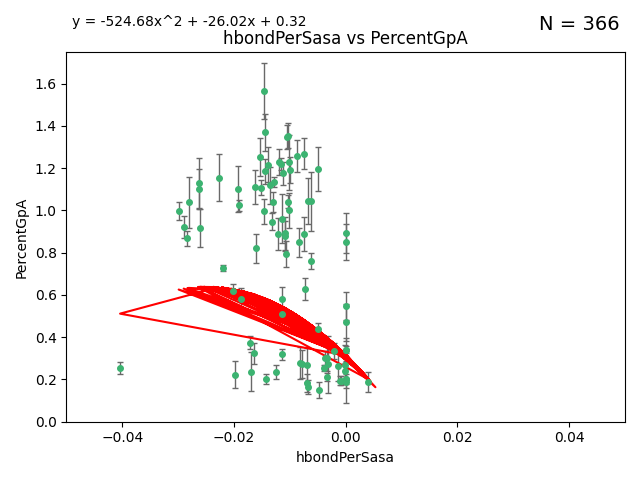 y = -524.68x^2 + -26.02x + 0.32
N = 366
hbondPerSasa vs PercentGpA
PercentGpA
1.6
1.4
1.2
1.0
0.8
0.6
0.4
0.2
0.0
−0.04
−0.02
0.00
0.02
0.04
hbondPerSasa